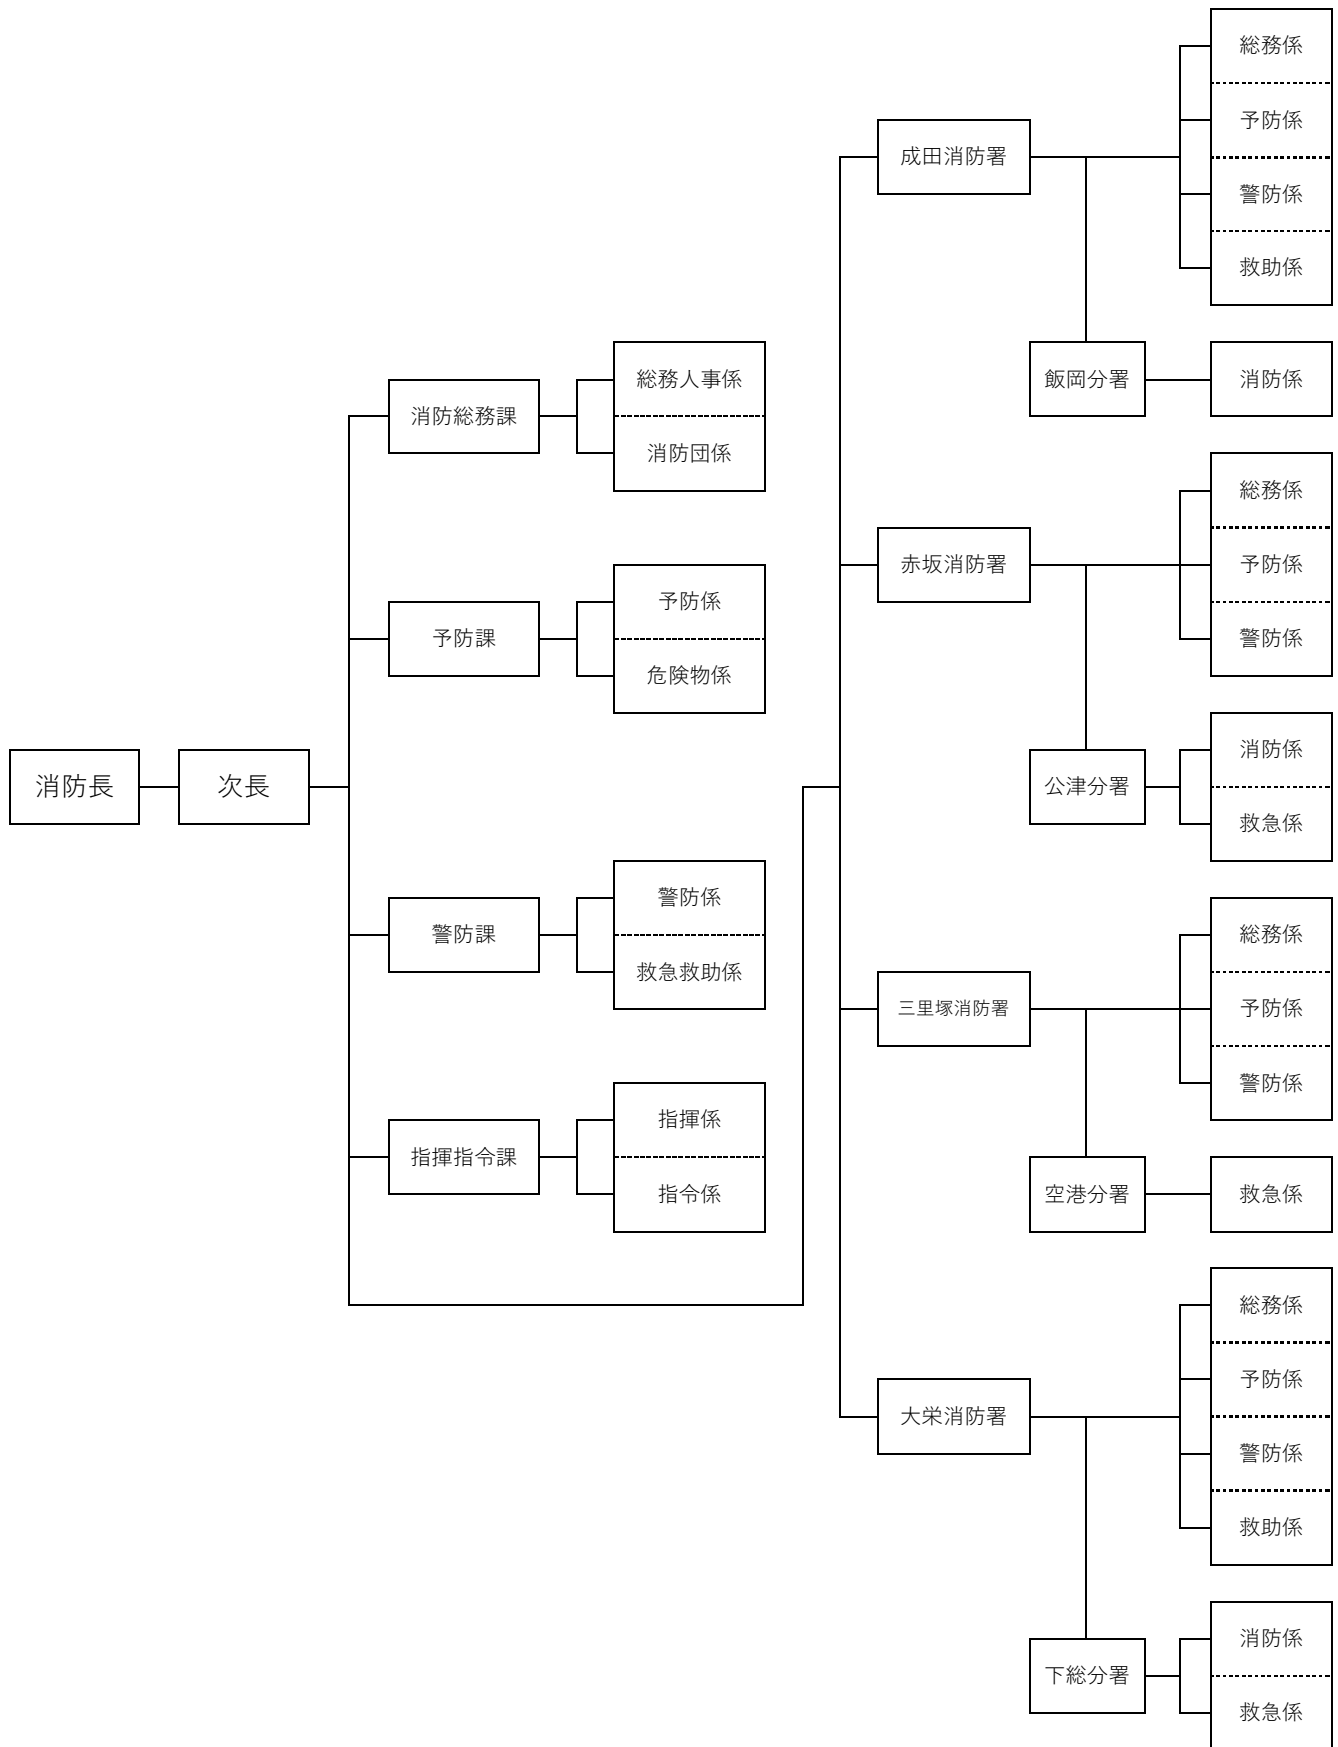 消防長
次長
消防総務課
総務人事係
消防団係
予防課
予防係
危険物係
警防課
警防係
救急救助係
指揮指令課
指揮係
指令係
成田消防署
総務係
予防係
警防係
救助係
飯岡分署
消防係
赤坂消防署
総務係
予防係
警防係
公津分署
消防係
救急係
三里塚消防署
総務係
予防係
警防係
空港分署
救急係
大栄消防署
総務係
予防係
警防係
救助係
下総分署
消防係
救急係